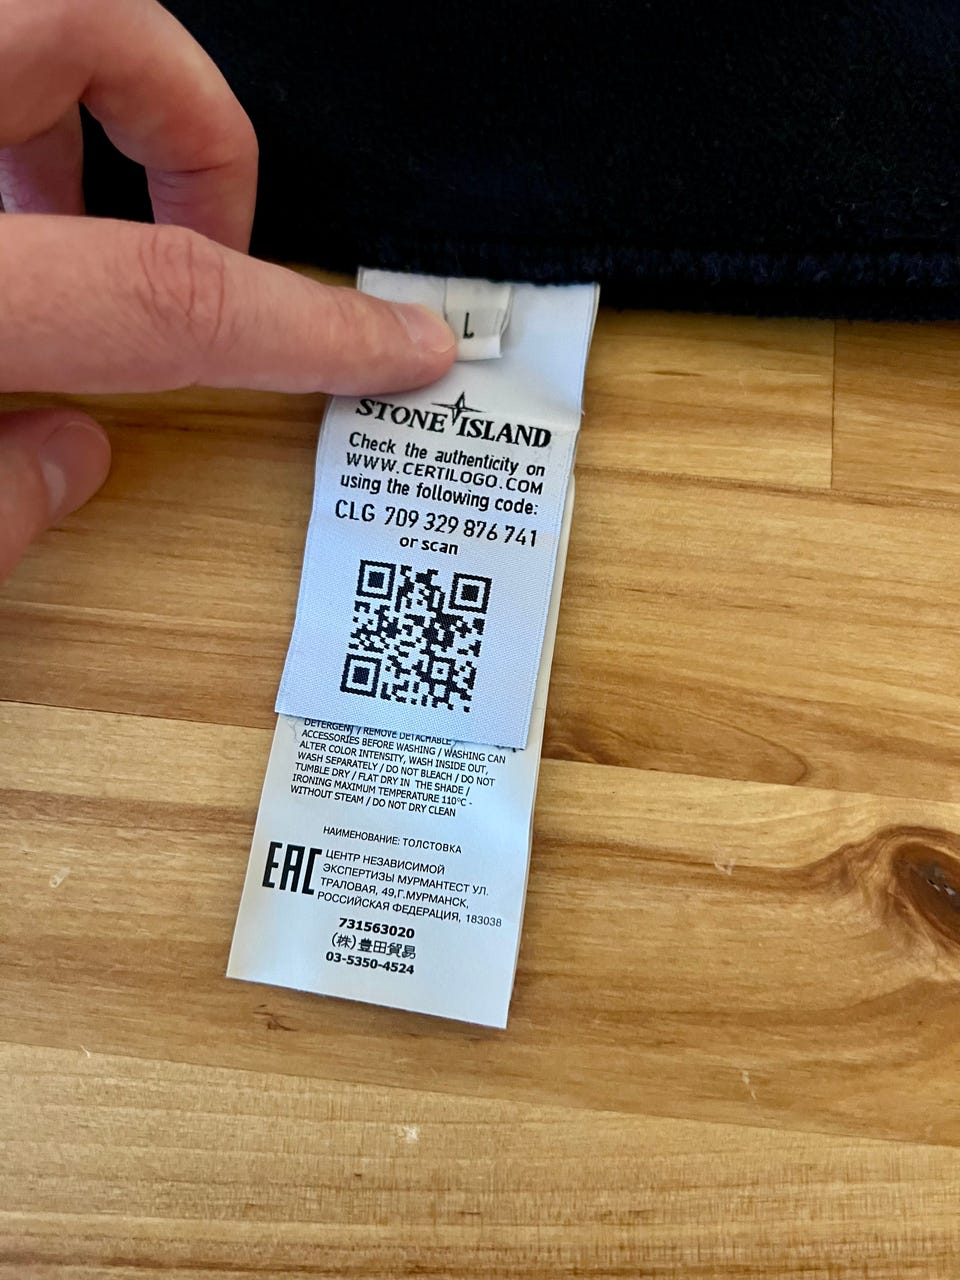 L
STONE ISLAND
Check the authenticity on
WWW.CERTILOGO.COM
using the following code:
CLG 709 329 876 741
or scan
DETERGENT / REMOVE DETACHABLE
ACCESSORIES BEFORE WASHING / WASHING CAN
ALTER COLOR INTENSITY, WASH INSIDE OUT,
WASH SEPARATELY / DO NOT BLEACH / DO NOT
TUMBLE DRY / FLAT DRY IN THE SHADE /
IRONING MAXIMUM TEMPERATURE 110°C -
WITHOUT STEAM / DO NOT DRY CLEAN
НАИМЕНОВАНИЕ: ТОЛСТОВКА
EAC
ЦЕНТР НЕЗАВИСИМОЙ
ЭКСПЕРТИЗЫ МУРМАНТЕСТ УЛ.
ТРАЛОВАЯ, 49,Г.МУРМАНСК,
РОССИЙСКАЯ ФЕДЕРАЦИЯ, 183038
731563020
(株)豊田貿易
03-5350-4524